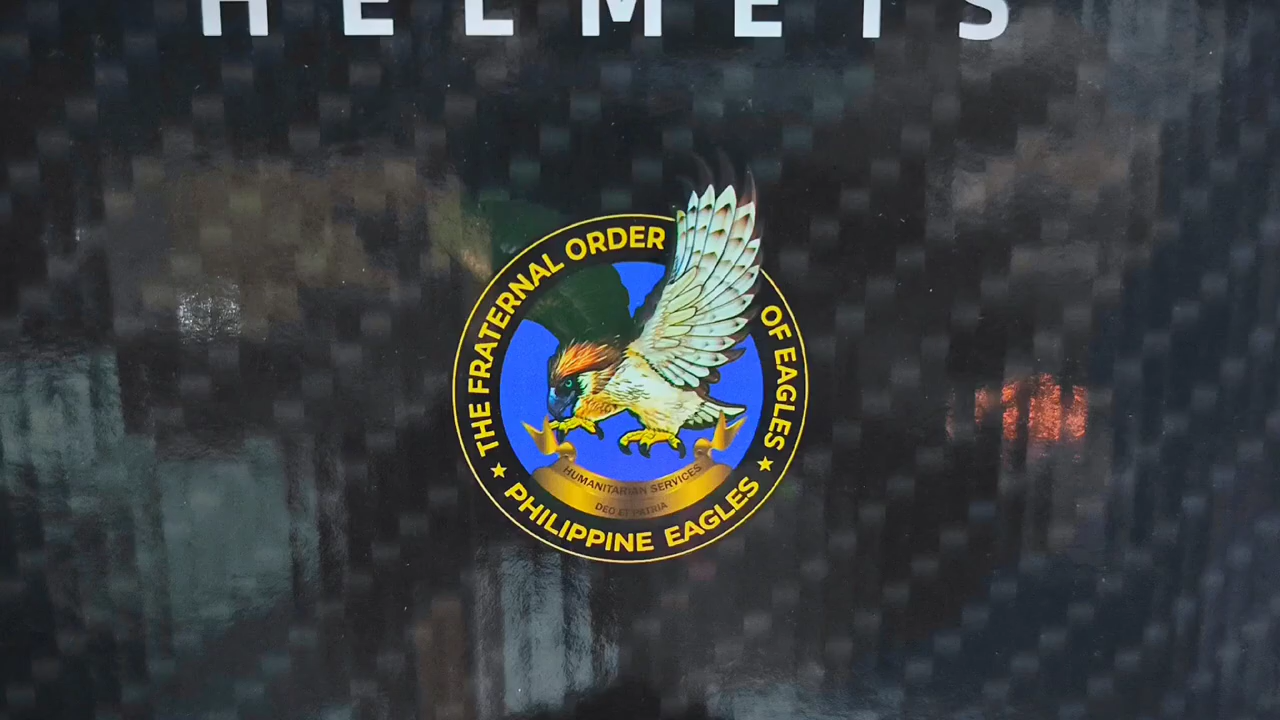 HELMETS
THE FRATERNAL ORDER OF EAGLES
HUMANITARIAN SERVICES
DEO ET PATRIA
★ PHILIPPINE EAGLES ★